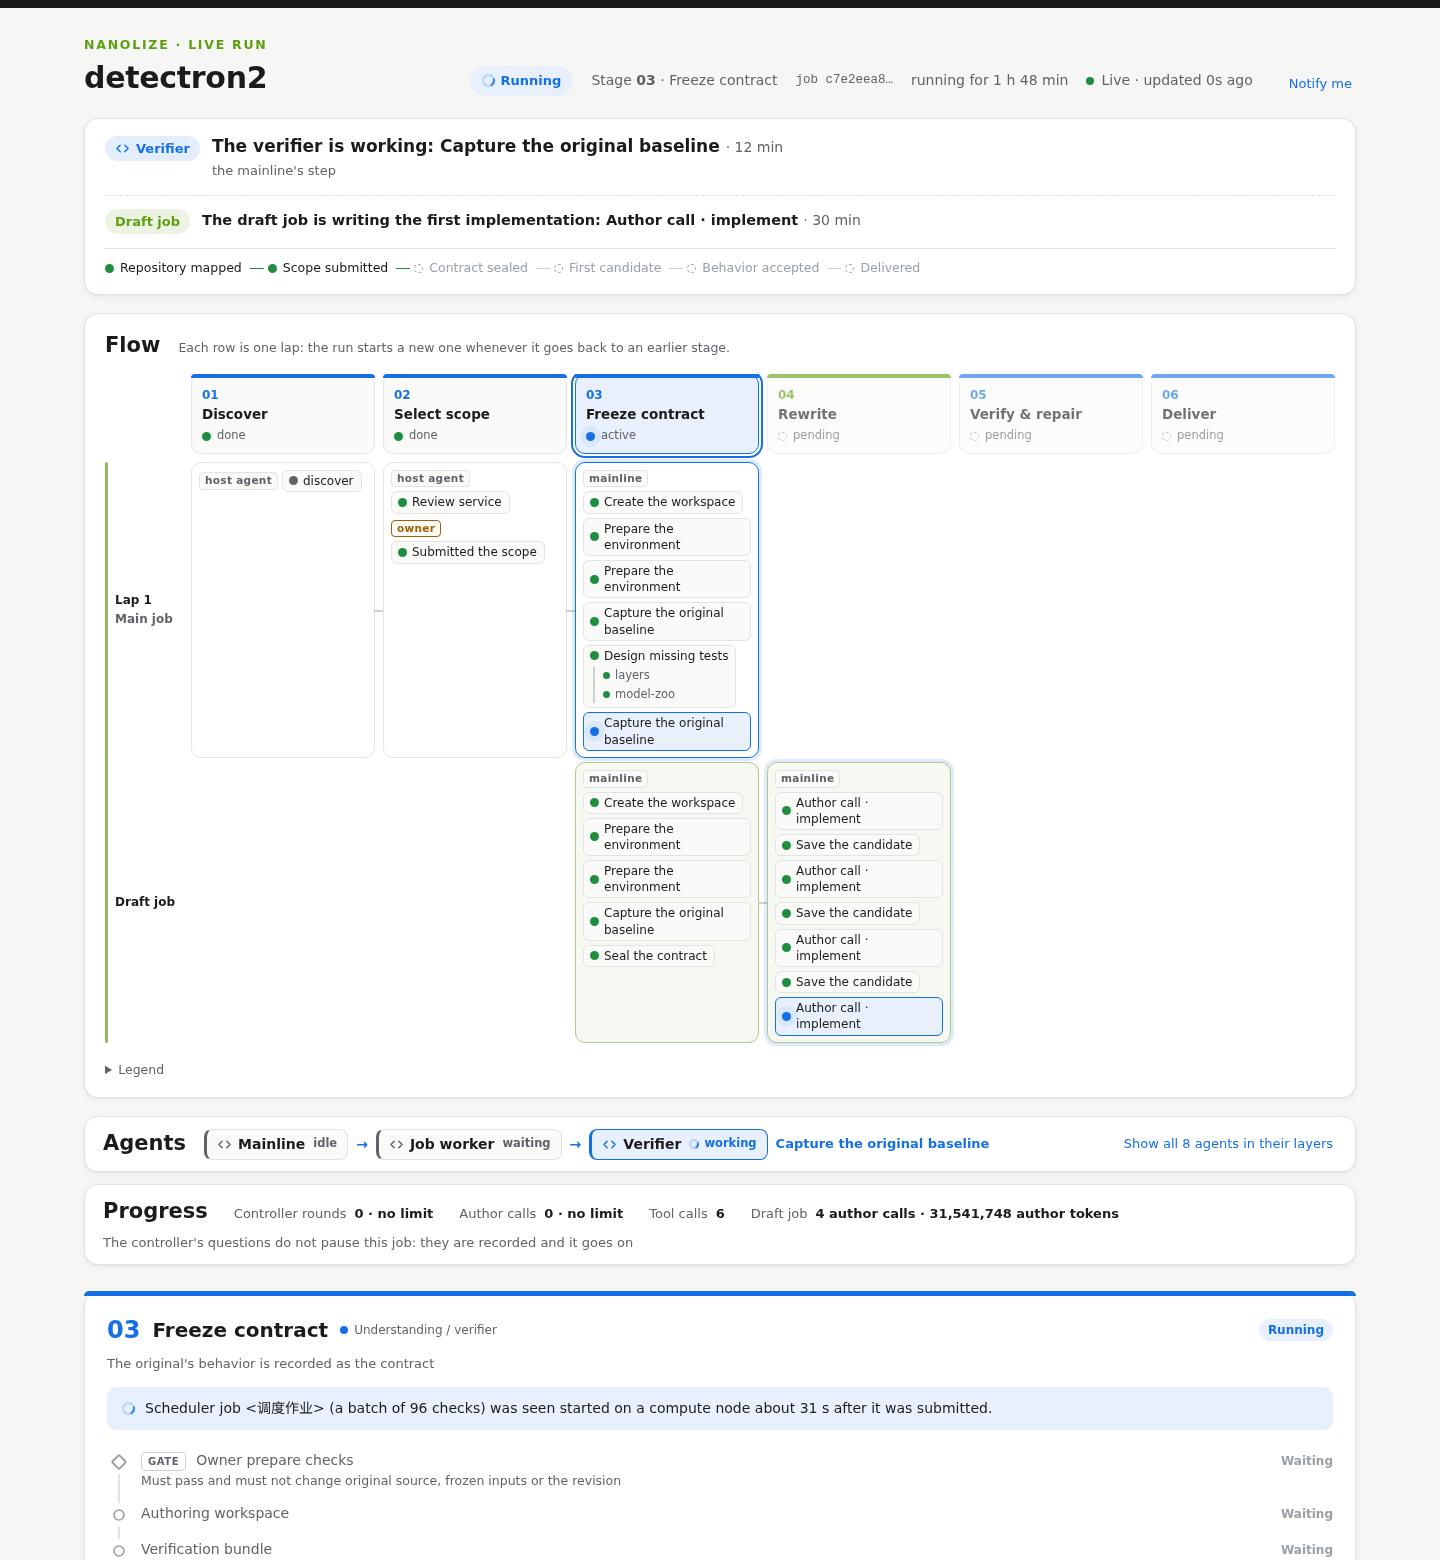 NANOLIZE · LIVE RUN
detectron2
Running
Stage 03 · Freeze contract
job c7e2eea8…
running for 1 h 48 min
Live · updated 0s ago
Notify me
Verifier
The verifier is working: Capture the original baseline · 12 min
the mainline's step
Draft job
The draft job is writing the first implementation: Author call · implement · 30 min
Repository mapped
Scope submitted
Contract sealed
First candidate
Behavior accepted
Delivered
Flow
Each row is one lap: the run starts a new one whenever it goes back to an earlier stage.
01
Discover
done
02
Select scope
done
03
Freeze contract
active
04
Rewrite
pending
05
Verify & repair
pending
06
Deliver
pending
Lap 1
Main job
host agent
discover
host agent
Review service
owner
Submitted the scope
mainline
Create the workspace
Prepare the
environment
Prepare the
environment
Capture the original
baseline
Design missing tests
layers
model-zoo
Capture the original
baseline
Draft job
mainline
Create the workspace
Prepare the
environment
Prepare the
environment
Capture the original
baseline
Seal the contract
mainline
Author call ·
implement
Save the candidate
Author call ·
implement
Save the candidate
Author call ·
implement
Save the candidate
Author call ·
implement
Legend
Agents
Mainline idle
→
Job worker waiting
→
Verifier working
Capture the original baseline
Show all 8 agents in their layers
Progress
Controller rounds 0 · no limit
Author calls 0 · no limit
Tool calls 6
Draft job 4 author calls · 31,541,748 author tokens
The controller's questions do not pause this job: they are recorded and it goes on
03 Freeze contract
Understanding / verifier
Running
The original's behavior is recorded as the contract
Scheduler job <调度作业> (a batch of 96 checks) was seen started on a compute node about 31 s after it was submitted.
GATE Owner prepare checks
Waiting
Must pass and must not change original source, frozen inputs or the revision
Authoring workspace
Waiting
Verification bundle
Waiting